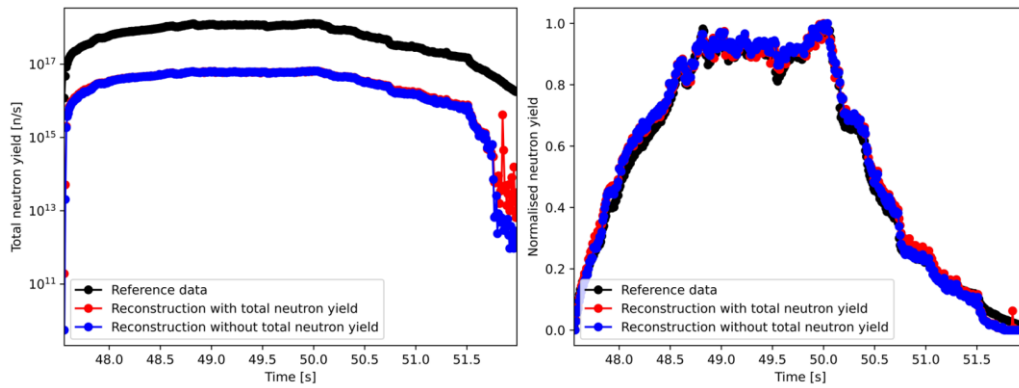 Total neutron yield [n/s]
10¹⁷
10¹⁵
10¹³
10¹¹
Reference data
Reconstruction with total neutron yield
Reconstruction without total neutron yield
48.0 48.5 49.0 49.5 50.0 50.5 51.0 51.5
Time [s]
Normalised neutron yield
1.0
0.8
0.6
0.4
0.2
0.0
Reference data
Reconstruction with total neutron yield
Reconstruction without total neutron yield
48.0 48.5 49.0 49.5 50.0 50.5 51.0 51.5
Time [s]